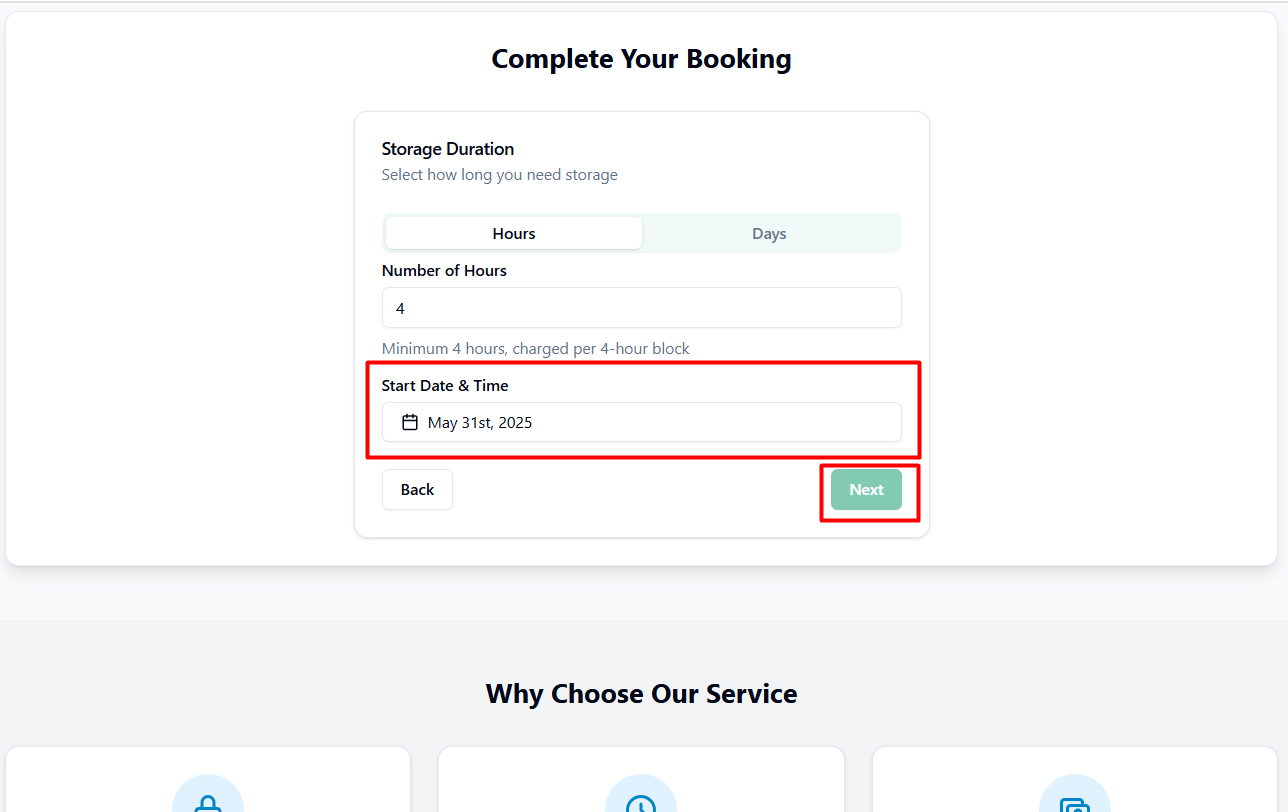 Complete Your Booking
Storage Duration
Select how long you need storage
Hours
Days
Number of Hours
4
Minimum 4 hours, charged per 4-hour block
Start Date & Time
May 31st, 2025
Back
Next
Why Choose Our Service